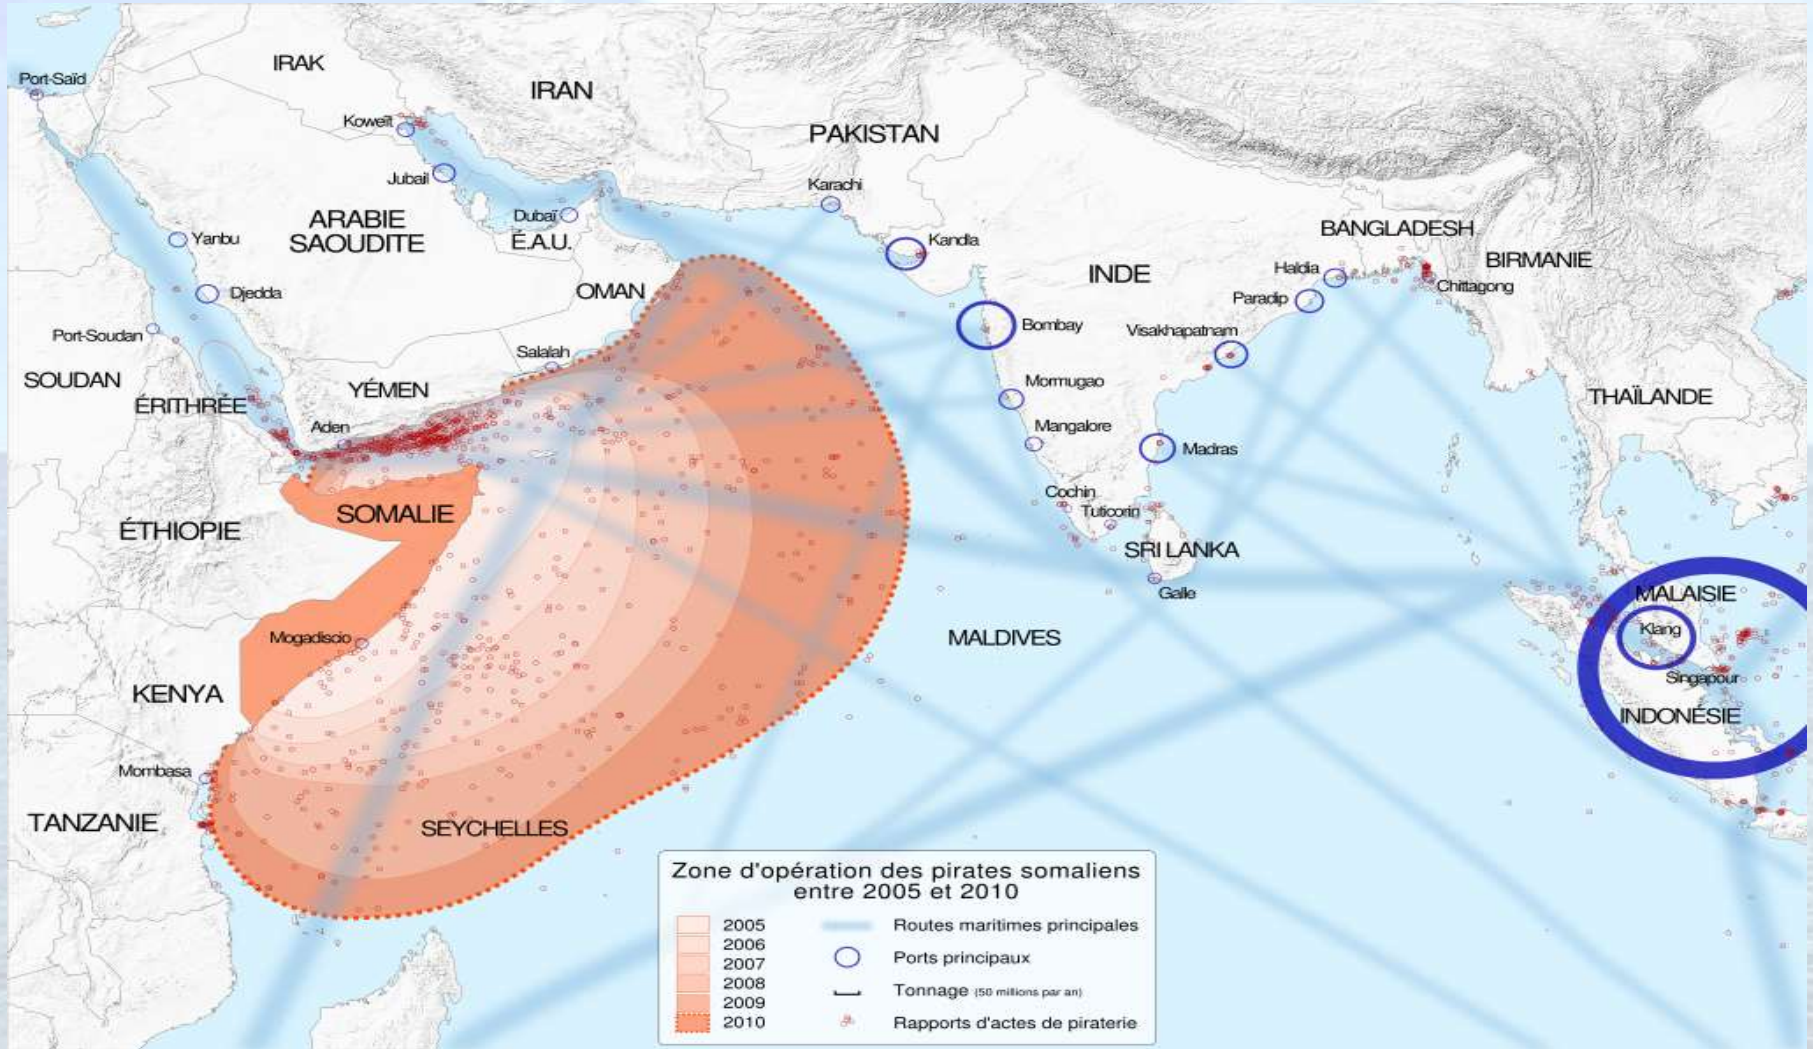 Port-Saïd
IRAK
IRAN
Koweït
PAKISTAN
Jubail
Karachi
ARABIE
SAOUDITE
Dubaï
É.A.U.
Yanbu
Kandla
BANGLADESH
BIRMANIE
INDE
Haldia
Chittagong
Djedda
OMAN
Paradip
Port-Soudan
Bombay
Visakhapatnam
Salalah
SOUDAN
YÉMEN
Mormugao
THAÏLANDE
ÉRITHRÉE
Aden
Mangalore
Madras
Cochin
SOMALIE
Tuticorin
ÉTHIOPIE
SRI LANKA
Galle
MALAISIE
Klang
Mogadiscio
MALDIVES
Singapour
KENYA
INDONÉSIE
Mombasa
TANZANIE
SEYCHELLES
Zone d'opération des pirates somaliens
entre 2005 et 2010
2005
2006
2007
2008
2009
2010
Routes maritimes principales
Ports principaux
Tonnage (50 millions par an)
Rapports d'actes de piraterie